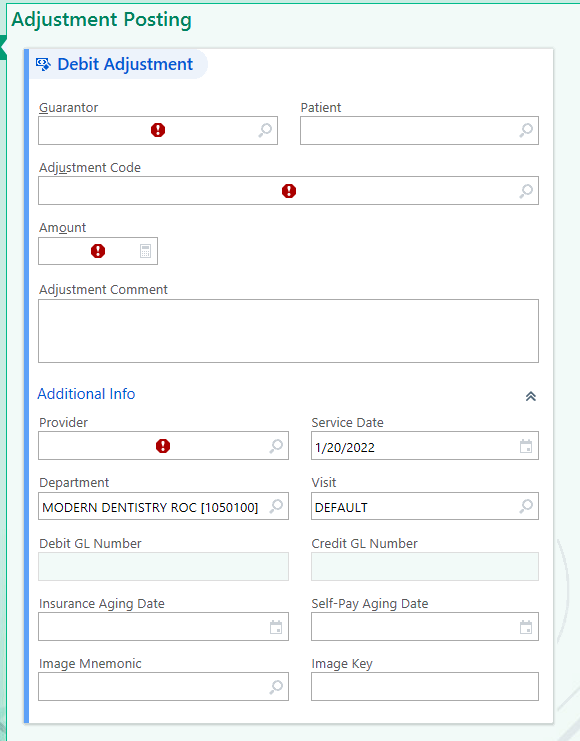 Adjustment Posting
Debit Adjustment
Guarantor Patient
Adjustment Code
Amount
Adjustment Comment
Additional Info
Provider Service Date
1/20/2022
Department Visit
MODERN DENTISTRY ROC [1050100] DEFAULT
Debit GL Number Credit GL Number
Insurance Aging Date Self-Pay Aging Date
Image Mnemonic Image Key